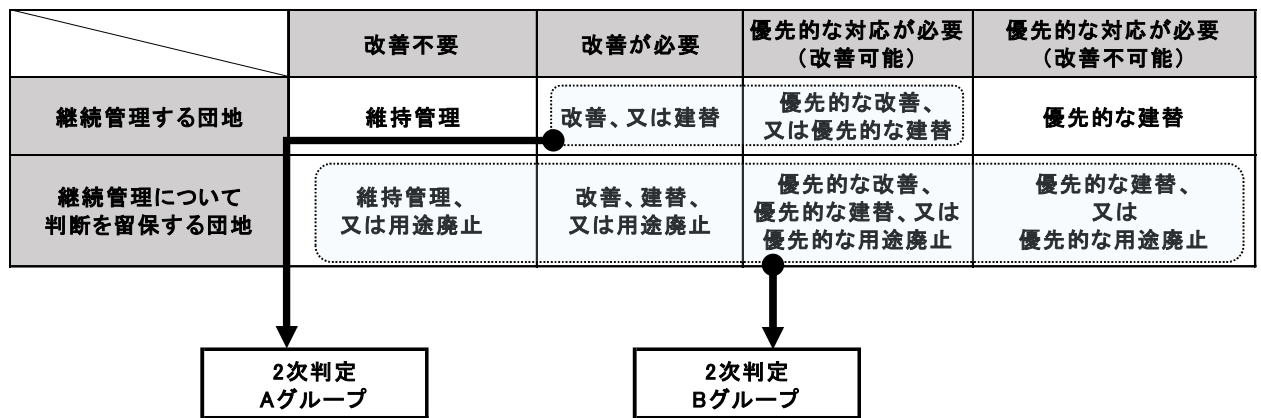 改善不要
改善が必要
優先的な対応が必要
（改善可能）
優先的な対応が必要
（改善不可能）
継続管理する団地
維持管理
改善、又は建替
優先的な改善、
又は優先的な建替
優先的な建替
継続管理について
判断を留保する団地
維持管理、
又は用途廃止
改善、建替、
又は用途廃止
優先的な改善、
優先的な建替、又は
優先的な用途廃止
優先的な建替、
又は
優先的な用途廃止
2次判定
Aグループ
2次判定
Bグループ